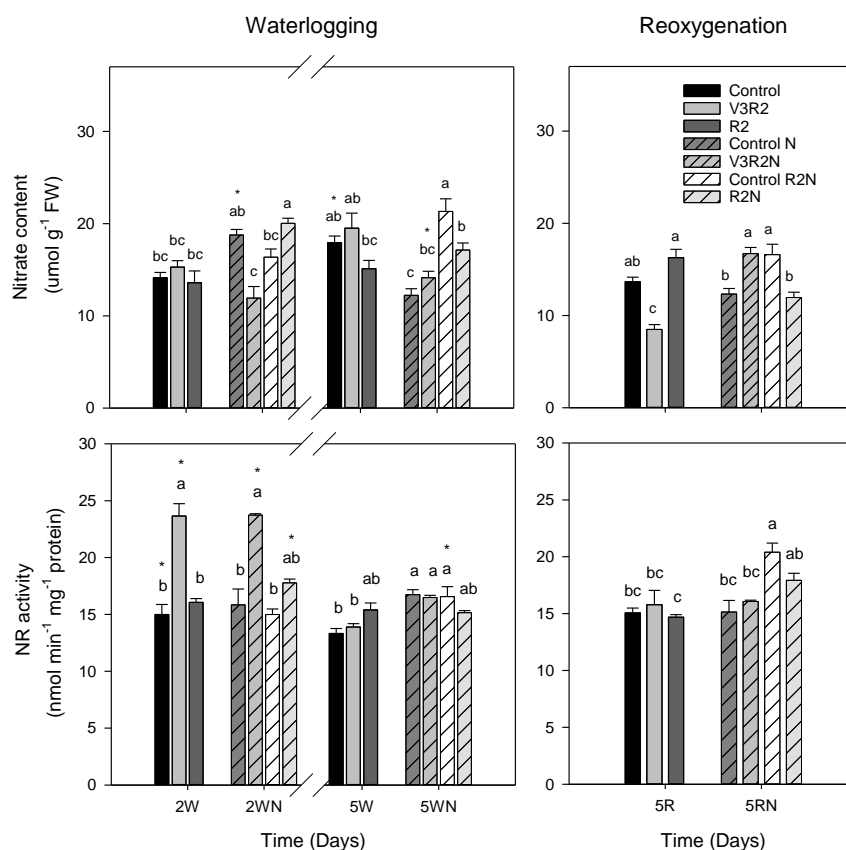 Waterlogging
Reoxygenation
Nitrate content
(umol g⁻¹ FW)
30
20
10
0
bc bc bc
* ab c bc a
* ab ab bc
c * bc a b
30
20
10
0
Control
V3R2
R2
Control N
V3R2N
Control R2N
R2N
ab c a
b a a b
NR activity
(nmol min⁻¹ mg⁻¹ protein)
30
25
20
15
10
5
0
* b * a b
b * a b * ab
b b ab
a a * a ab
2W 2WN 5W 5WN
Time (Days)
30
25
20
15
10
5
0
bc bc c
bc bc a ab
5R 5RN
Time (Days)